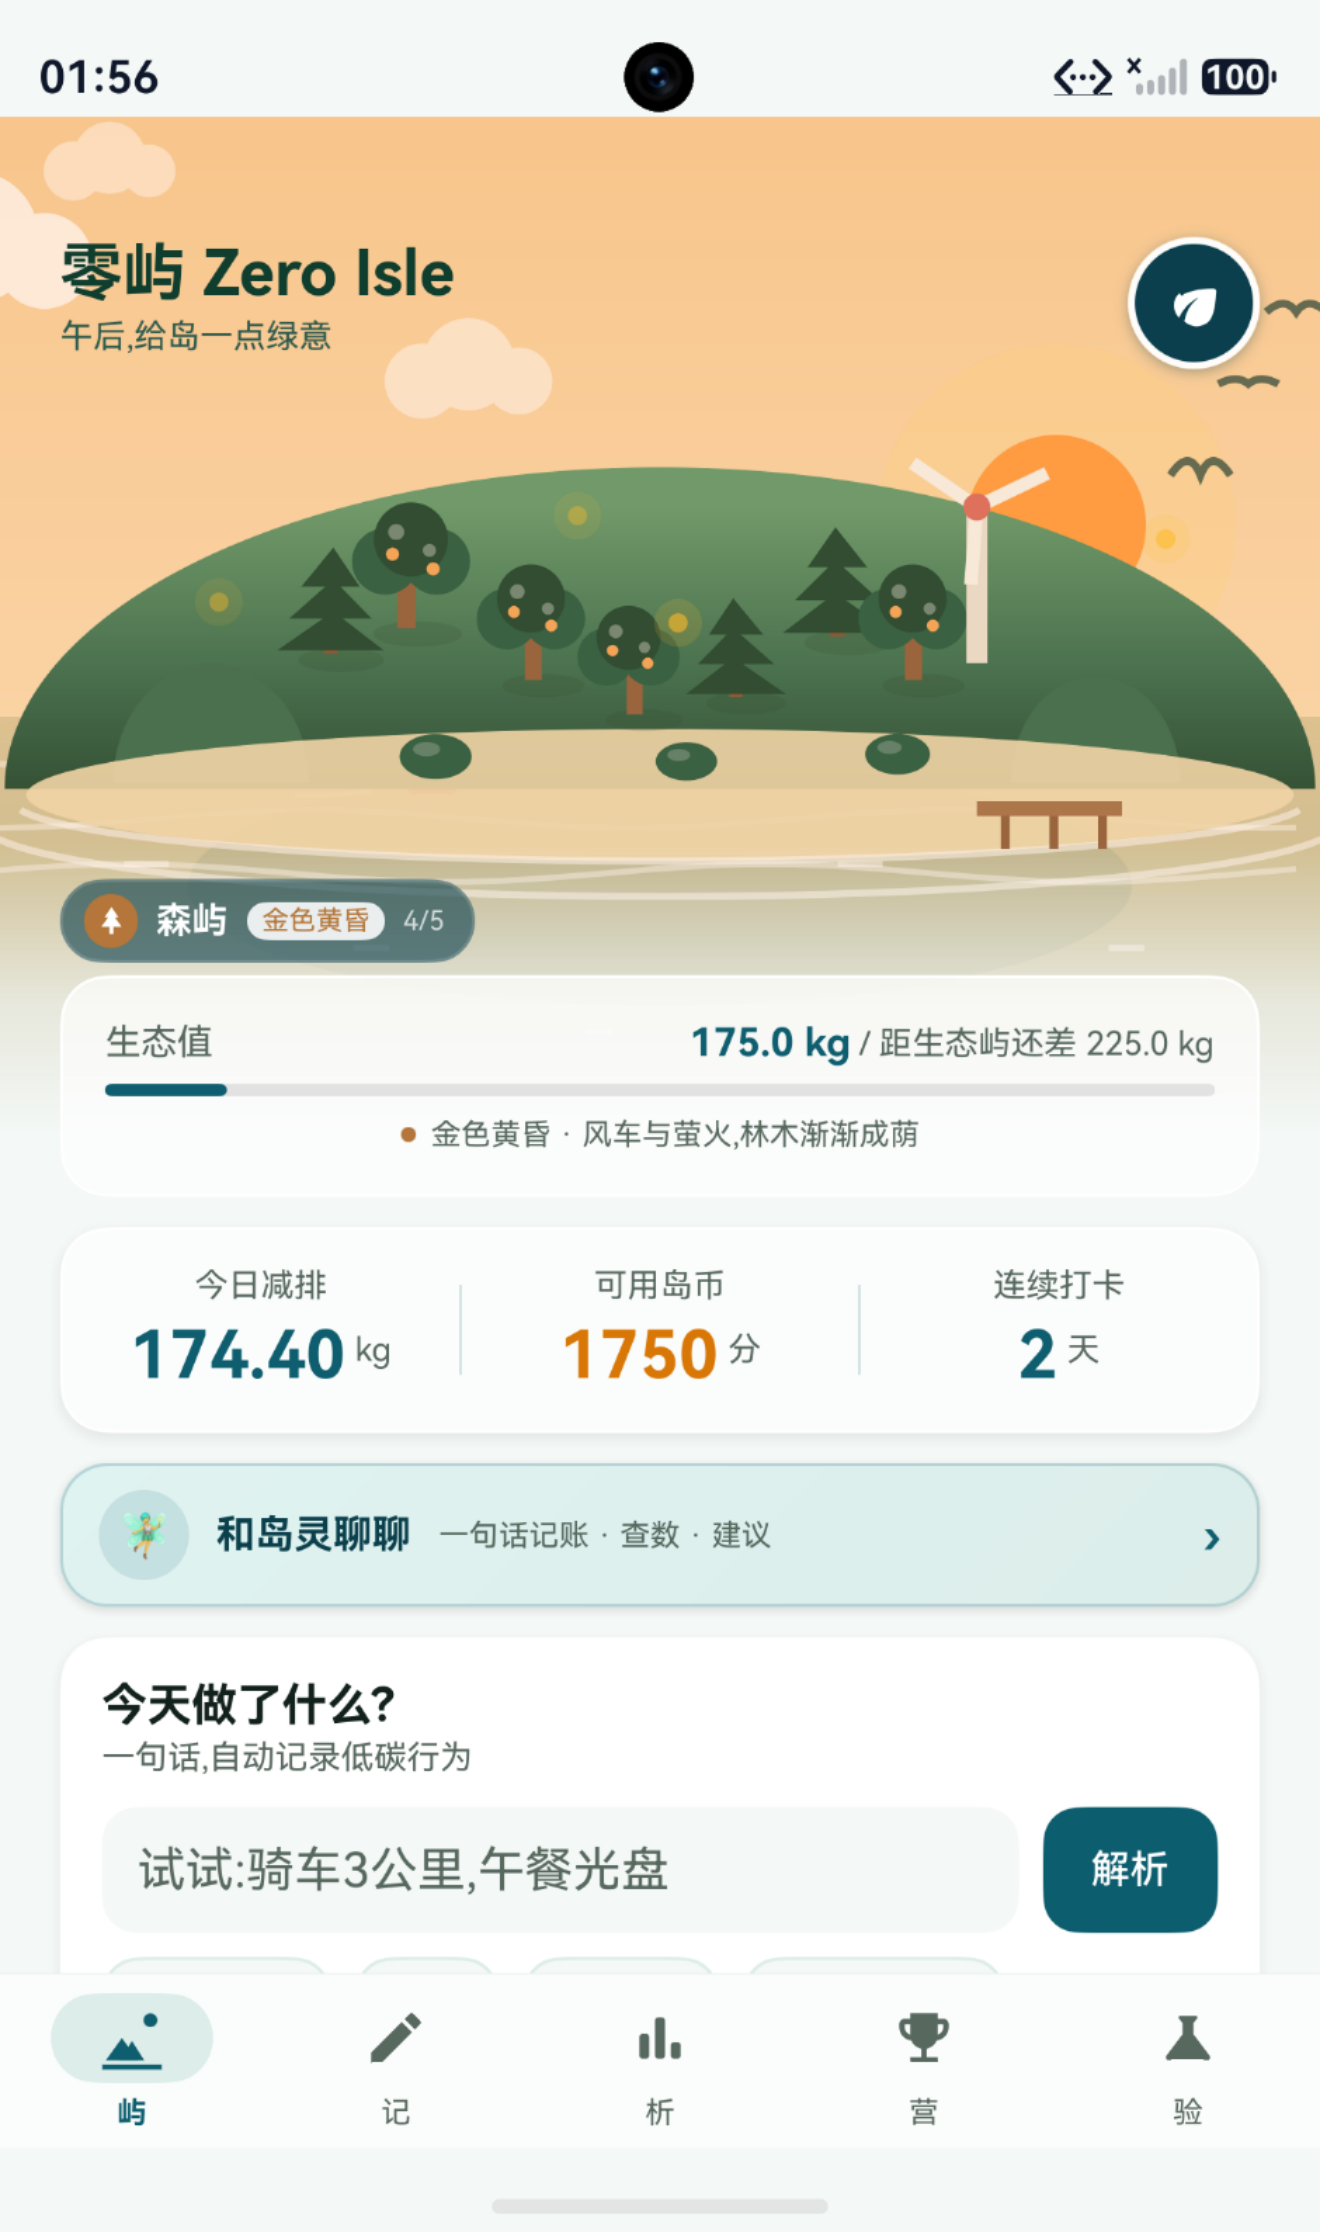 01:56
100
零屿 Zero Isle
午后,给岛一点绿意
森屿 金色黄昏 4/5
生态值 175.0 kg / 距生态屿还差 225.0 kg
金色黄昏 · 风车与萤火,林木渐渐成荫
今日减排 可用岛币 连续打卡
174.40 kg 1750 分 2 天
和岛灵聊聊 一句话记账 · 查数 · 建议 ›
今天做了什么?
一句话,自动记录低碳行为
试试:骑车3公里,午餐光盘 解析
屿 记 析 营 验